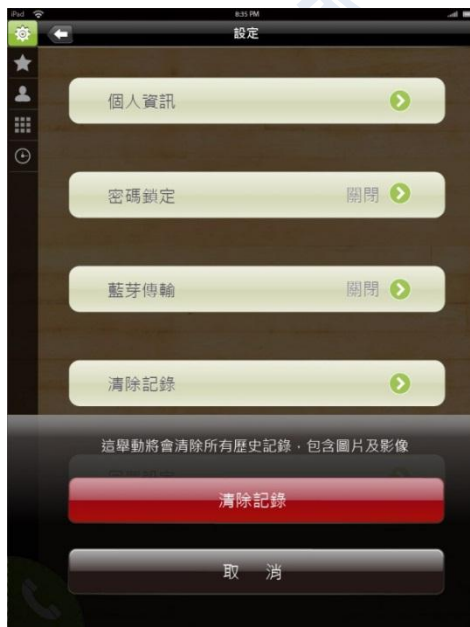 iPad 8:35 PM
設定
個人資訊
密碼鎖定 關閉
藍芽傳輸 關閉
清除記錄
這舉動將會清除所有歷史記錄，包含圖片及影像
清除記錄
取 消